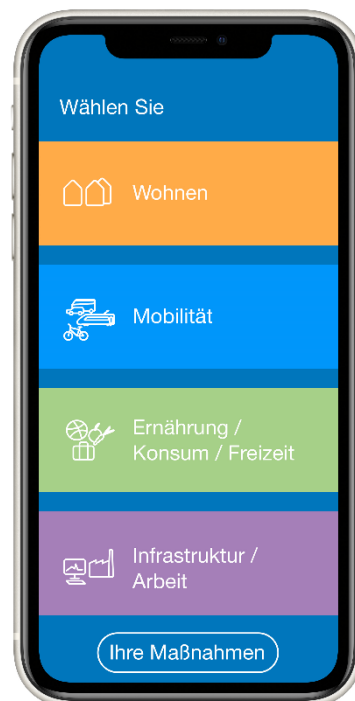 Wählen Sie
Wohnen
Mobilität
Ernährung /
Konsum / Freizeit
Infrastruktur /
Arbeit
Ihre Maßnahmen